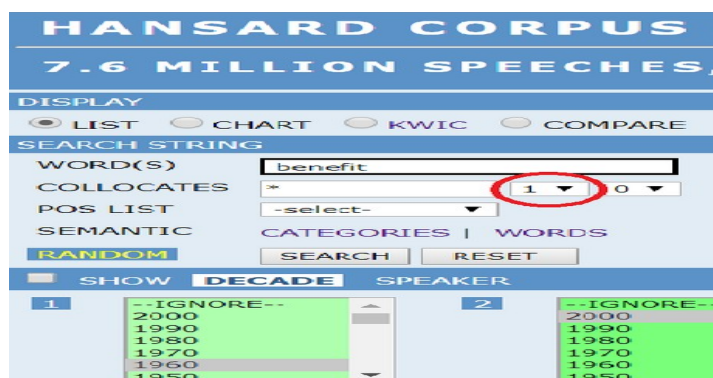 HANSARD CORPUS
7.6 MILLION SPEECHES,
DISPLAY
LIST CHART KWIC COMPARE
SEARCH STRING
WORD(S) benefit
COLLOCATES * 1 0
POS LIST -select-
SEMANTIC CATEGORIES | WORDS
RANDOM SEARCH RESET
SHOW DECADE SPEAKER
1 --IGNORE-- 2 --IGNORE-
2000 2000
1990 1990
1980 1980
1970 1970
1960 1960
1950 1950